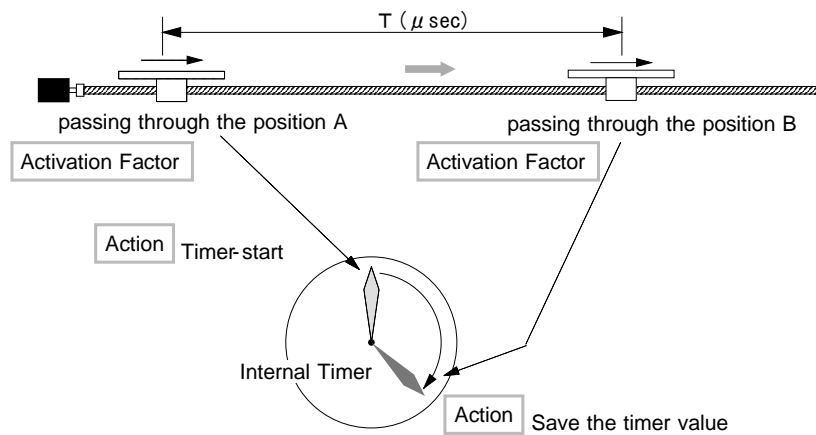 T (μsec)
passing through the position A
passing through the position B
Activation Factor
Activation Factor
Action
Timer-start
Internal Timer
Action
Save the timer value